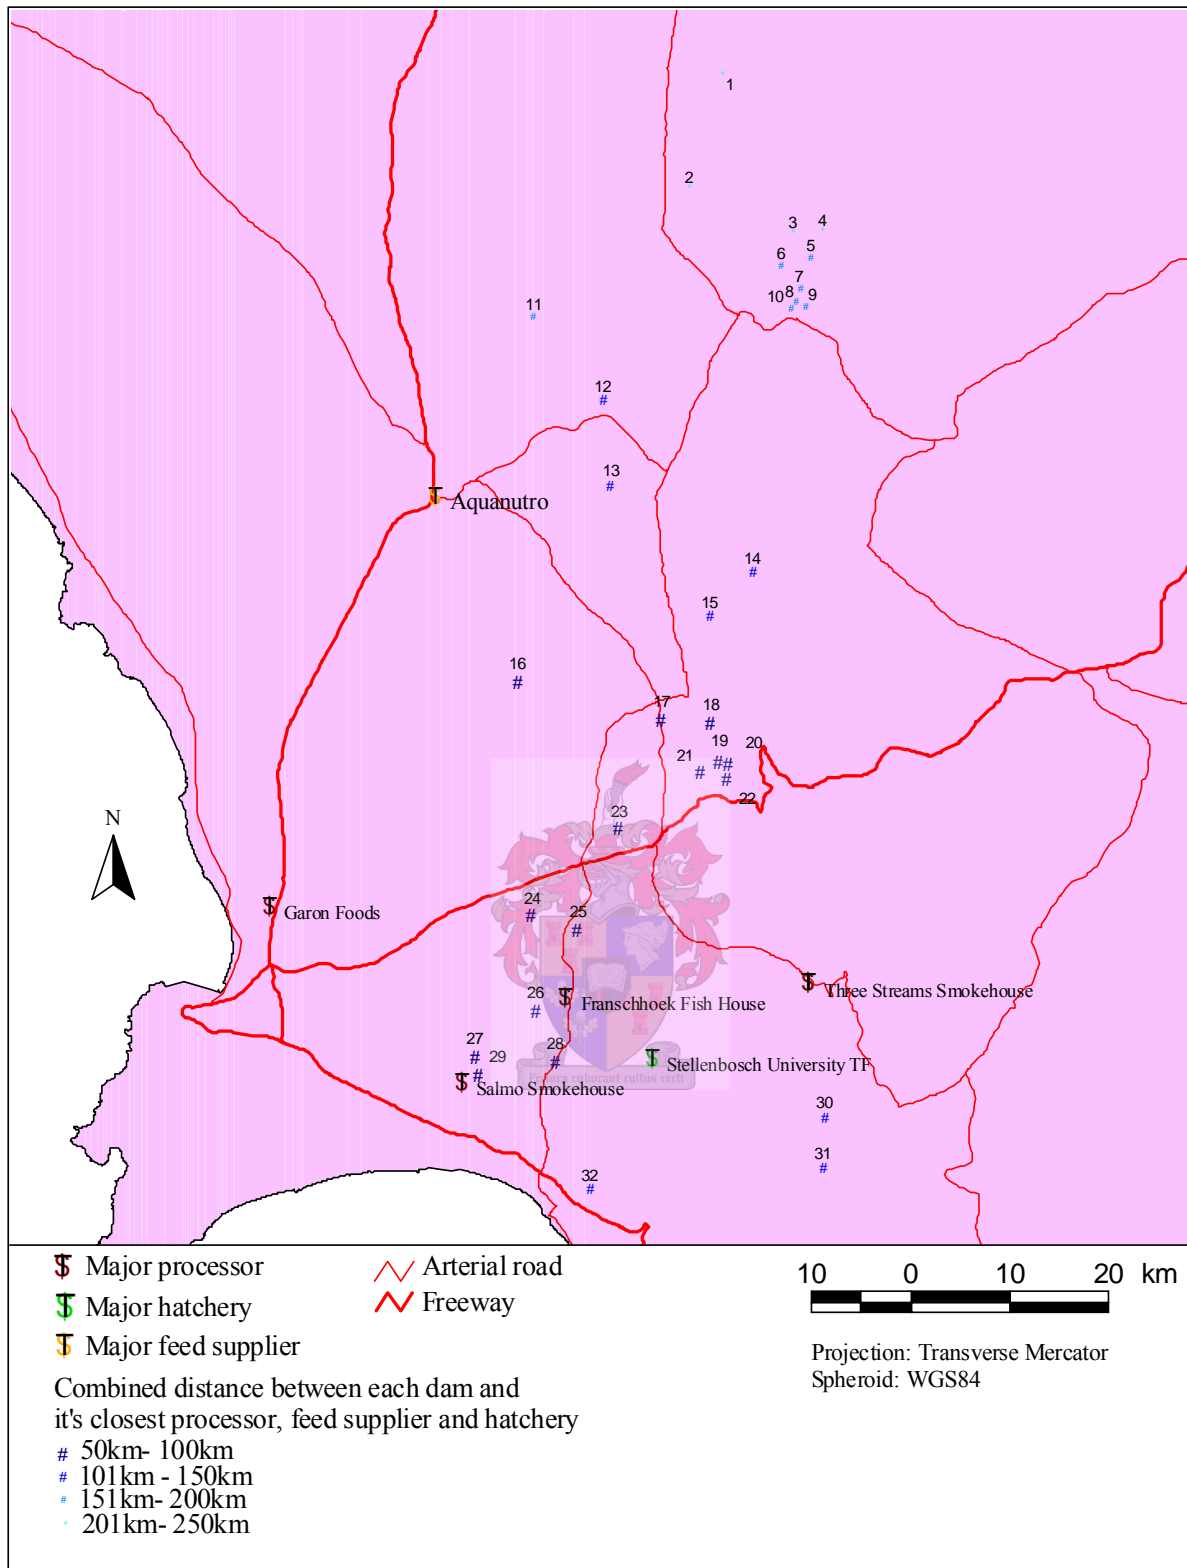 1
2
3
4
5
6
7
8
9
10
11
12
13
Aquanutro
14
15
16
17
18
19
20
21
22
23
N
24
25
Garon Foods
26
Franschhoek Fish House
Three Streams Smokehouse
27
28
29
Stellenbosch University TF
Salmo Smokehouse
30
31
32
Major processor
Major hatchery
Major feed supplier
Arterial road
Freeway
10 0 10 20 km
Projection: Transverse Mercator
Spheroid: WGS84
Combined distance between each dam and
it's closest processor, feed supplier and hatchery
# 50km- 100km
# 101km - 150km
# 151km- 200km
201km- 250km